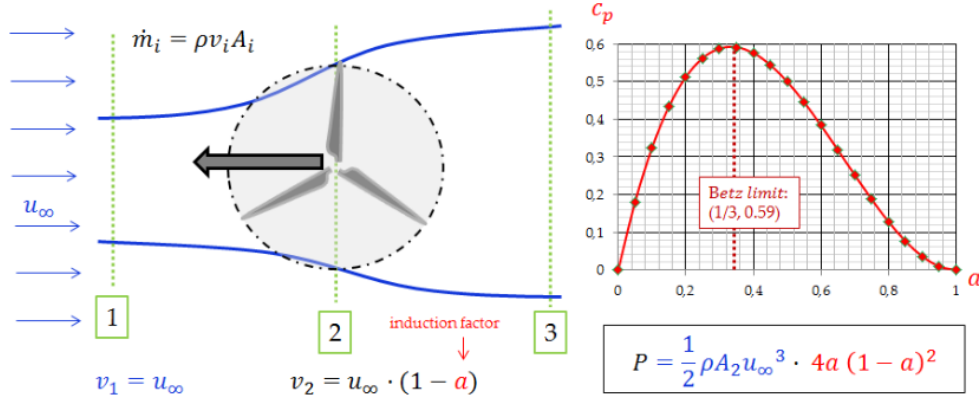 ṁᵢ = ρvᵢAᵢ
u∞
1
2
3
induction factor
v₁ = u∞
v₂ = u∞ · (1 − a)
cₚ
0,6
0,5
0,4
0,3
0,2
0,1
0
0 0,2 0,4 0,6 0,8 1
a
Betz limit:
(1/3, 0.59)
P = 1/2 ρA₂u∞³ · 4a (1 − a)²